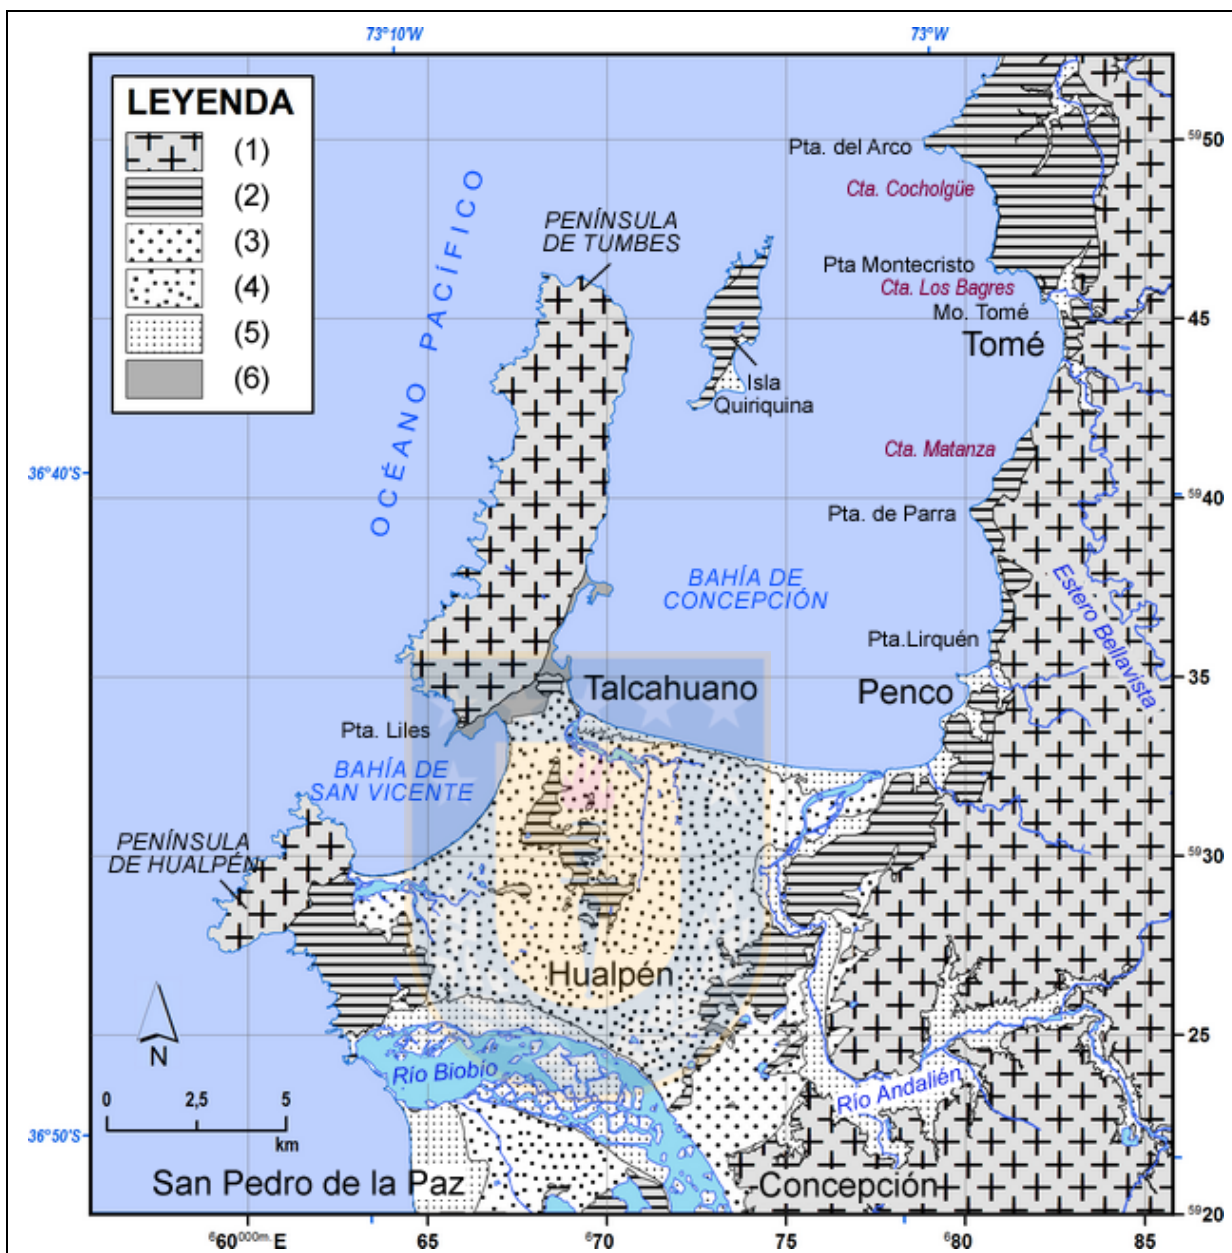 73°10'W
73°W
LEYENDA
(1)
(2)
(3)
(4)
(5)
(6)
OCÉANO PACÍFICO
PENÍNSULA
DE TUMBES
Pta. del Arco
Cta. Cocholgüe
Pta Montecristo
Cta. Los Bagres
Mo. Tomé
Tomé
Isla
Quiriquina
Cta. Matanza
36°40'S
Pta. de Parra
BAHÍA DE
CONCEPCIÓN
Estero Bellavista
Pta.Lirquén
Talcahuano
Penco
Pta. Liles
BAHÍA DE
SAN VICENTE
PENÍNSULA
DE HUALPÉN
Hualpén
N
Río Biobio
Río Andalién
0
2,5
5
km
36°50'S
San Pedro de la Paz
Concepción
5950
45
5940
35
5930
25
5920
660000m.E
65
670
75
680
85